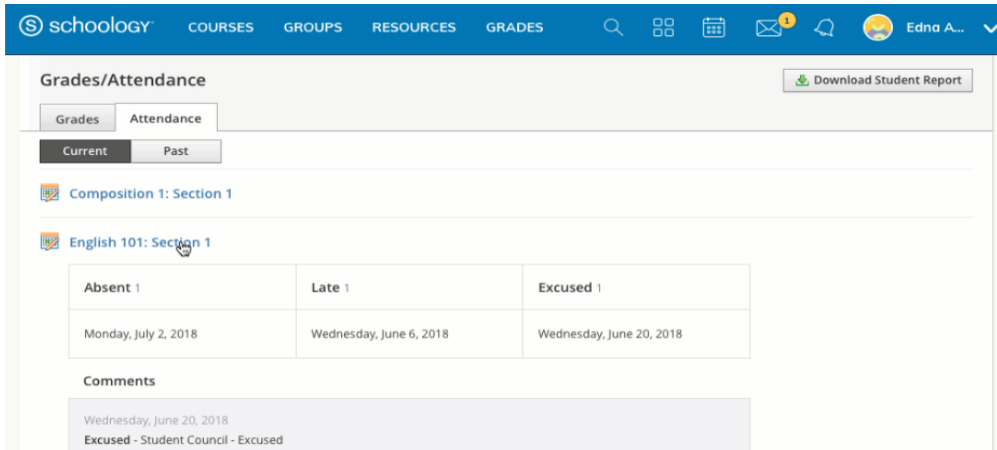 S schoology COURSES GROUPS RESOURCES GRADES 1 Edna A...
Grades/Attendance Download Student Report
Grades Attendance
Current Past
Composition 1: Section 1
English 101: Section 1
Absent 1 Late 1 Excused 1
Monday, July 2, 2018 Wednesday, June 6, 2018 Wednesday, June 20, 2018
Comments
Wednesday, June 20, 2018
Excused - Student Council - Excused